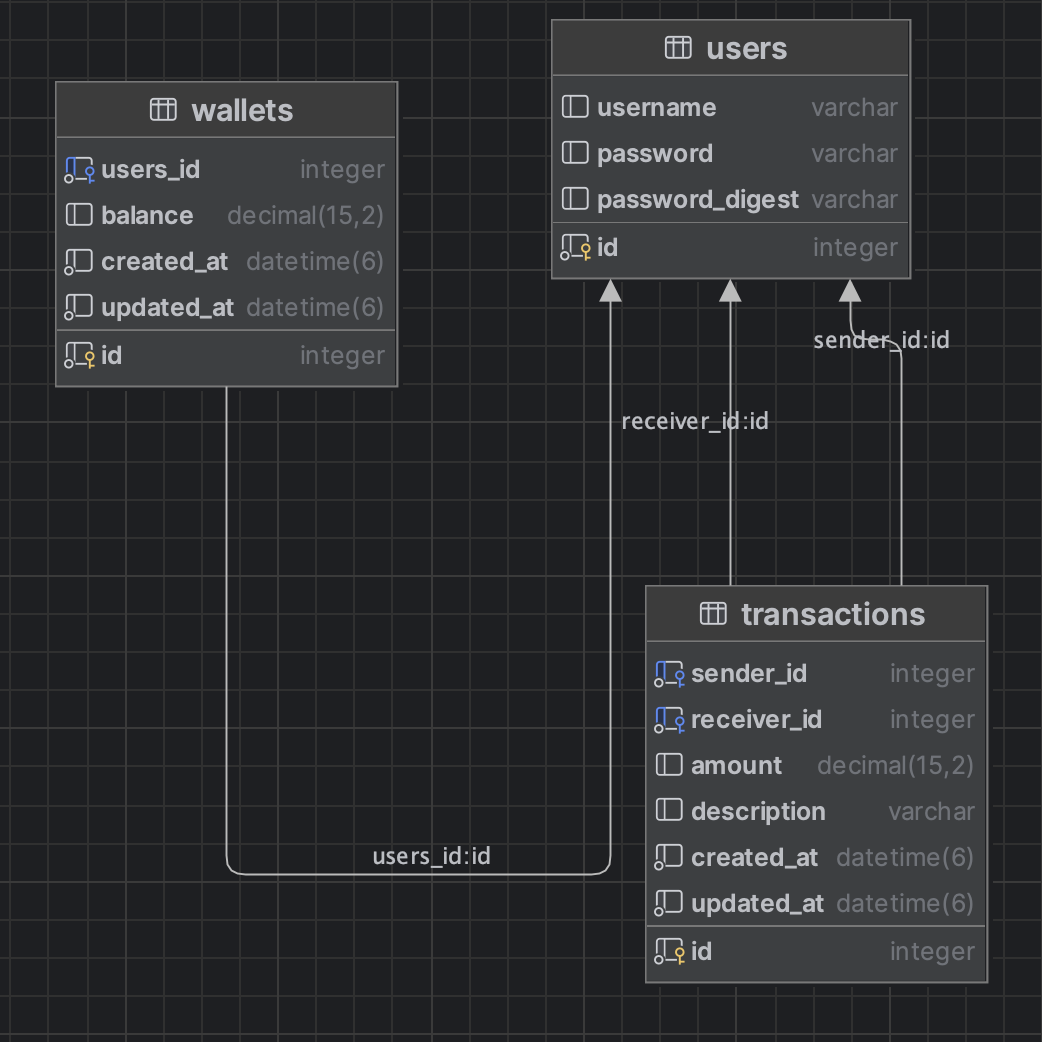 wallets
users_id integer
balance decimal(15,2)
created_at datetime(6)
updated_at datetime(6)
id integer
users
username varchar
password varchar
password_digest varchar
id integer
sender_id:id
receiver_id:id
users_id:id
transactions
sender_id integer
receiver_id integer
amount decimal(15,2)
description varchar
created_at datetime(6)
updated_at datetime(6)
id integer